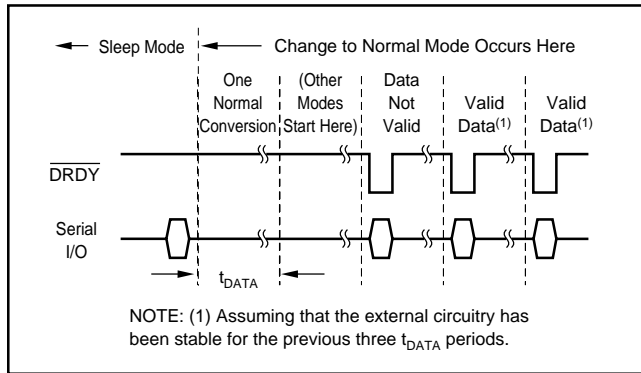 Sleep Mode
Change to Normal Mode Occurs Here
One
Normal
Conversion
(Other
Modes
Start Here)
Data
Not
Valid
Valid
Data(1)
Valid
Data(1)
DRDY
Serial
I/O
tDATA
NOTE: (1) Assuming that the external circuitry has
been stable for the previous three tDATA periods.